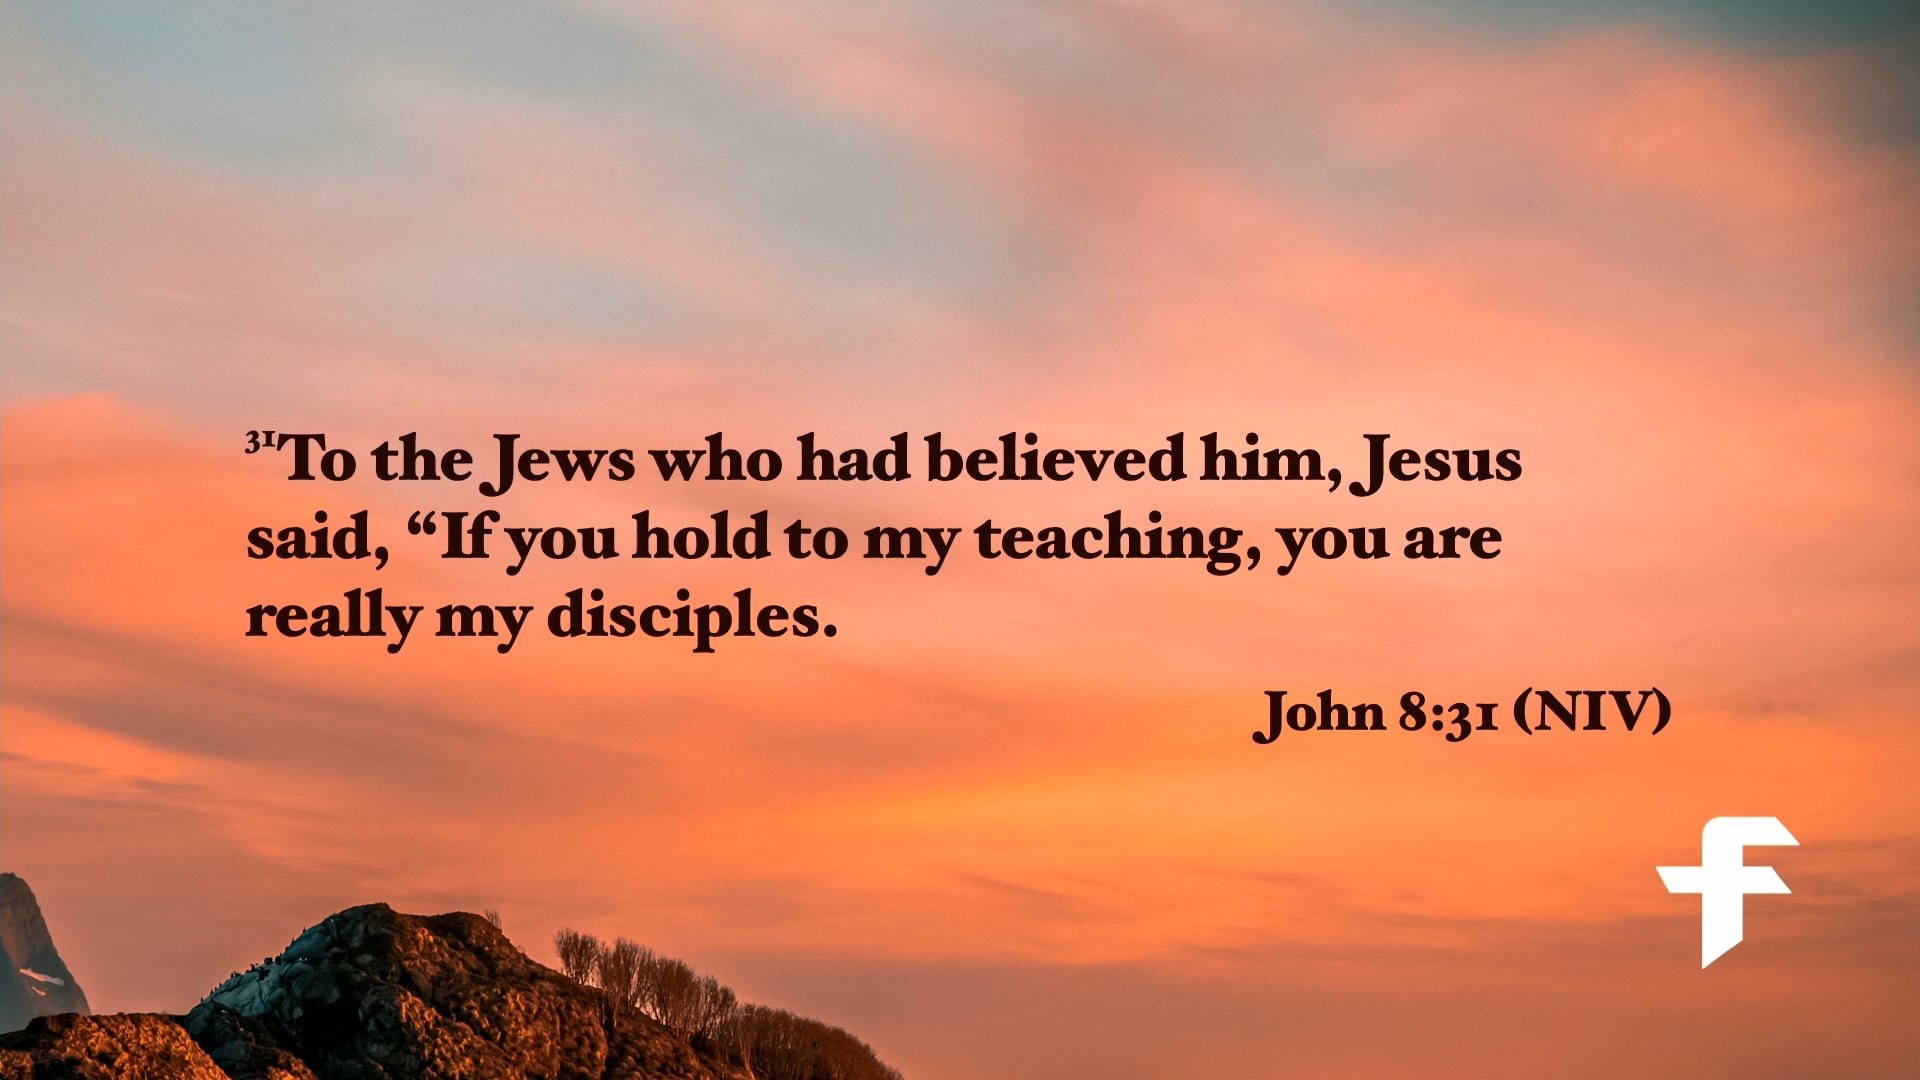 ³¹To the Jews who had believed him, Jesus
said, “If you hold to my teaching, you are
really my disciples.
John 8:31 (NIV)